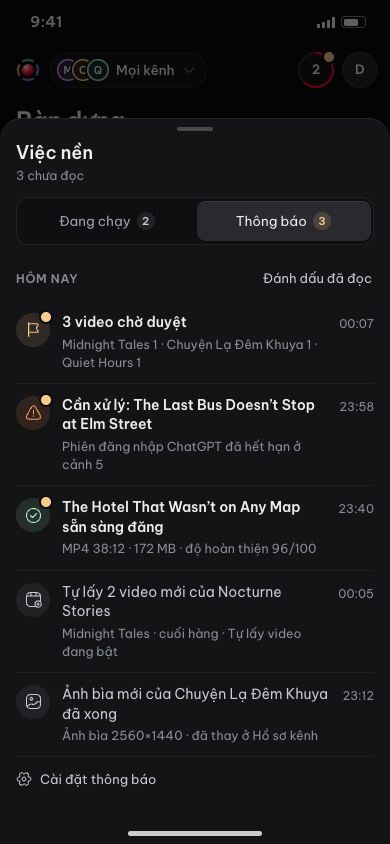 9:41
M C Q Mọi kênh 2 D
Bàn dựng
Việc nền
3 chưa đọc
Đang chạy 2 Thông báo 3
HÔM NAY Đánh dấu đã đọc
3 video chờ duyệt 00:07
Midnight Tales 1 · Chuyện Lạ Đêm Khuya 1 ·
Quiet Hours 1
Cần xử lý: The Last Bus Doesn’t Stop 23:58
at Elm Street
Phiên đăng nhập ChatGPT đã hết hạn ở
cảnh 5
The Hotel That Wasn’t on Any Map 23:40
sẵn sàng đăng
MP4 38:12 · 172 MB · độ hoàn thiện 96/100
Tự lấy 2 video mới của Nocturne 00:05
Stories
Midnight Tales · cuối hàng · Tự lấy video
đang bật
Ảnh bìa mới của Chuyện Lạ Đêm Khuya 23:12
đã xong
Ảnh bìa 2560×1440 · đã thay ở Hồ sơ kênh
Cài đặt thông báo